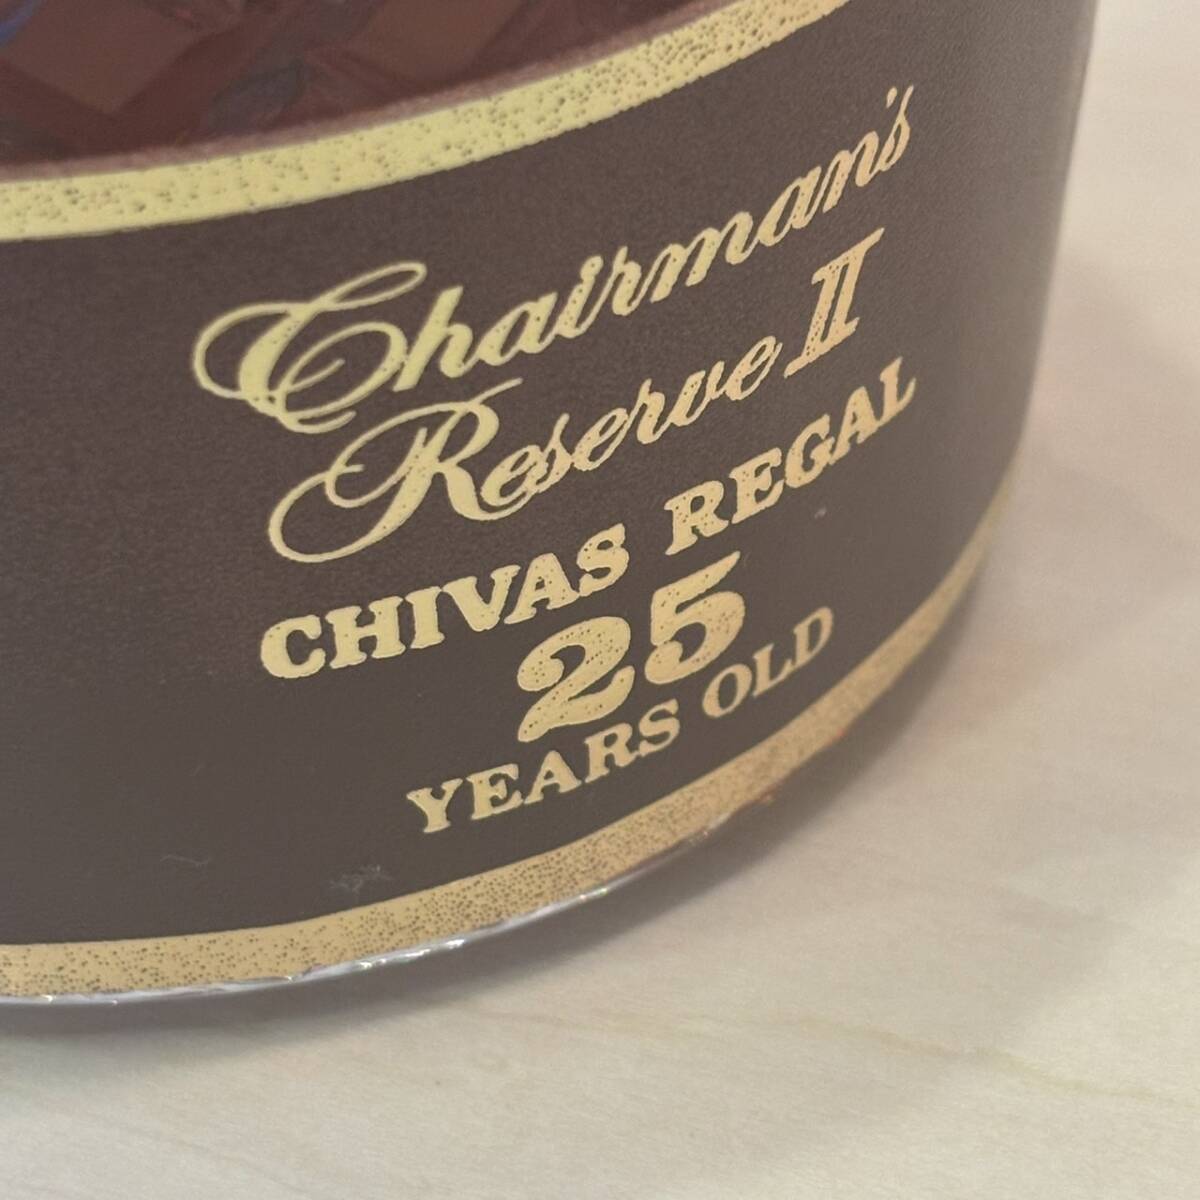 Chairman's
Reserve II
CHIVAS REGAL
25
YEARS OLD